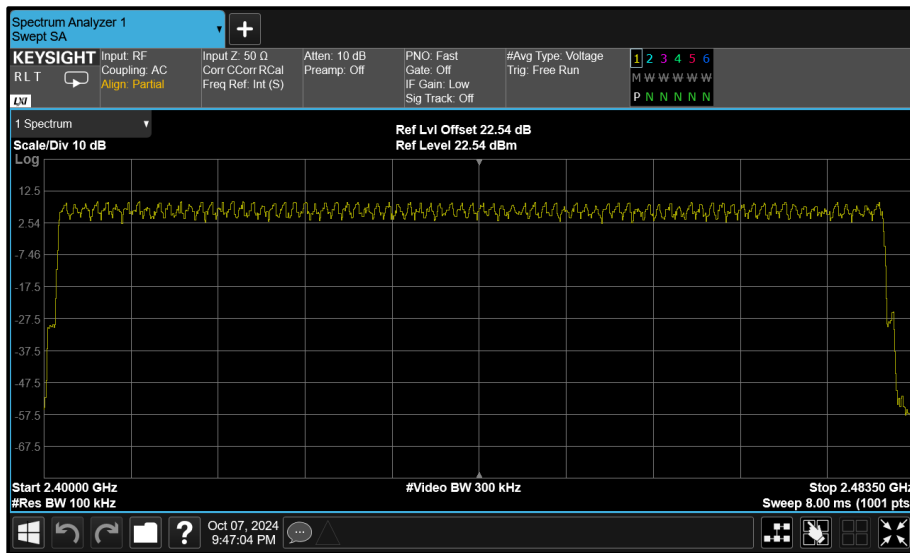 Spectrum Analyzer 1
Swept SA
KEYSIGHT
R L T
LXI
Input: RF
Coupling: AC
Align: Partial
Input Z: 50 Ω
Corr CCorr RCal
Freq Ref: Int (S)
Atten: 10 dB
Preamp: Off
PNO: Fast
Gate: Off
IF Gain: Low
Sig Track: Off
#Avg Type: Voltage
Trig: Free Run
1 2 3 4 5 6
M W W W W W
P N N N N N
1 Spectrum
Scale/Div 10 dB
Ref Lvl Offset 22.54 dB
Ref Level 22.54 dBm
Log
12.5
2.54
-7.46
-17.5
-27.5
-37.5
-47.5
-57.5
-67.5
Start 2.40000 GHz
#Res BW 100 kHz
#Video BW 300 kHz
Stop 2.48350 GHz
Sweep 8.00 ms (1001 pts
?
Oct 07, 2024
9:47:04 PM